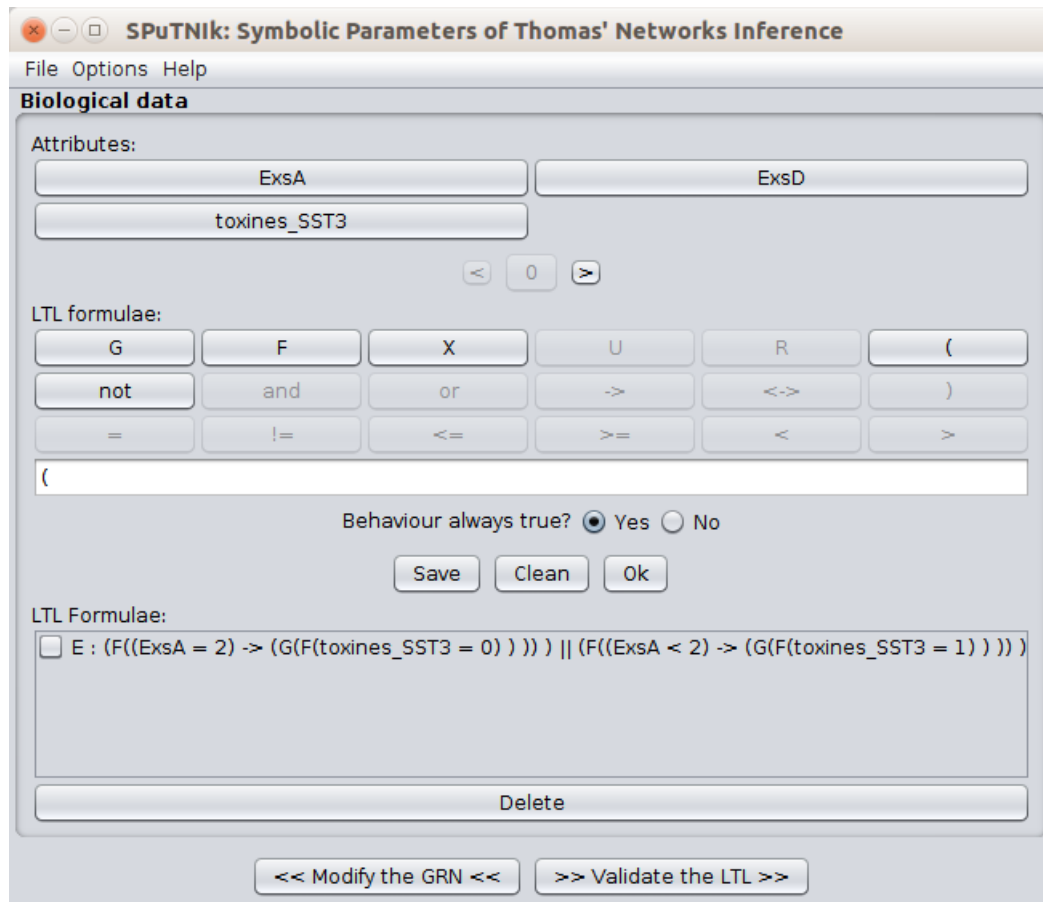 SPuTNIk: Symbolic Parameters of Thomas' Networks Inference
File Options Help
Biological data
Attributes:
ExsA ExsD
toxines_SST3
< 0 >
LTL formulae:
G F X U R (
not and or -> <-> )
= != <= >= < >
(
Behaviour always true? Yes No
Save Clean Ok
LTL Formulae:
E : (F((ExsA = 2) -> (G(F(toxines_SST3 = 0) ) )) ) || (F((ExsA < 2) -> (G(F(toxines_SST3 = 1) ) )) )
Delete
<< Modify the GRN << >> Validate the LTL >>